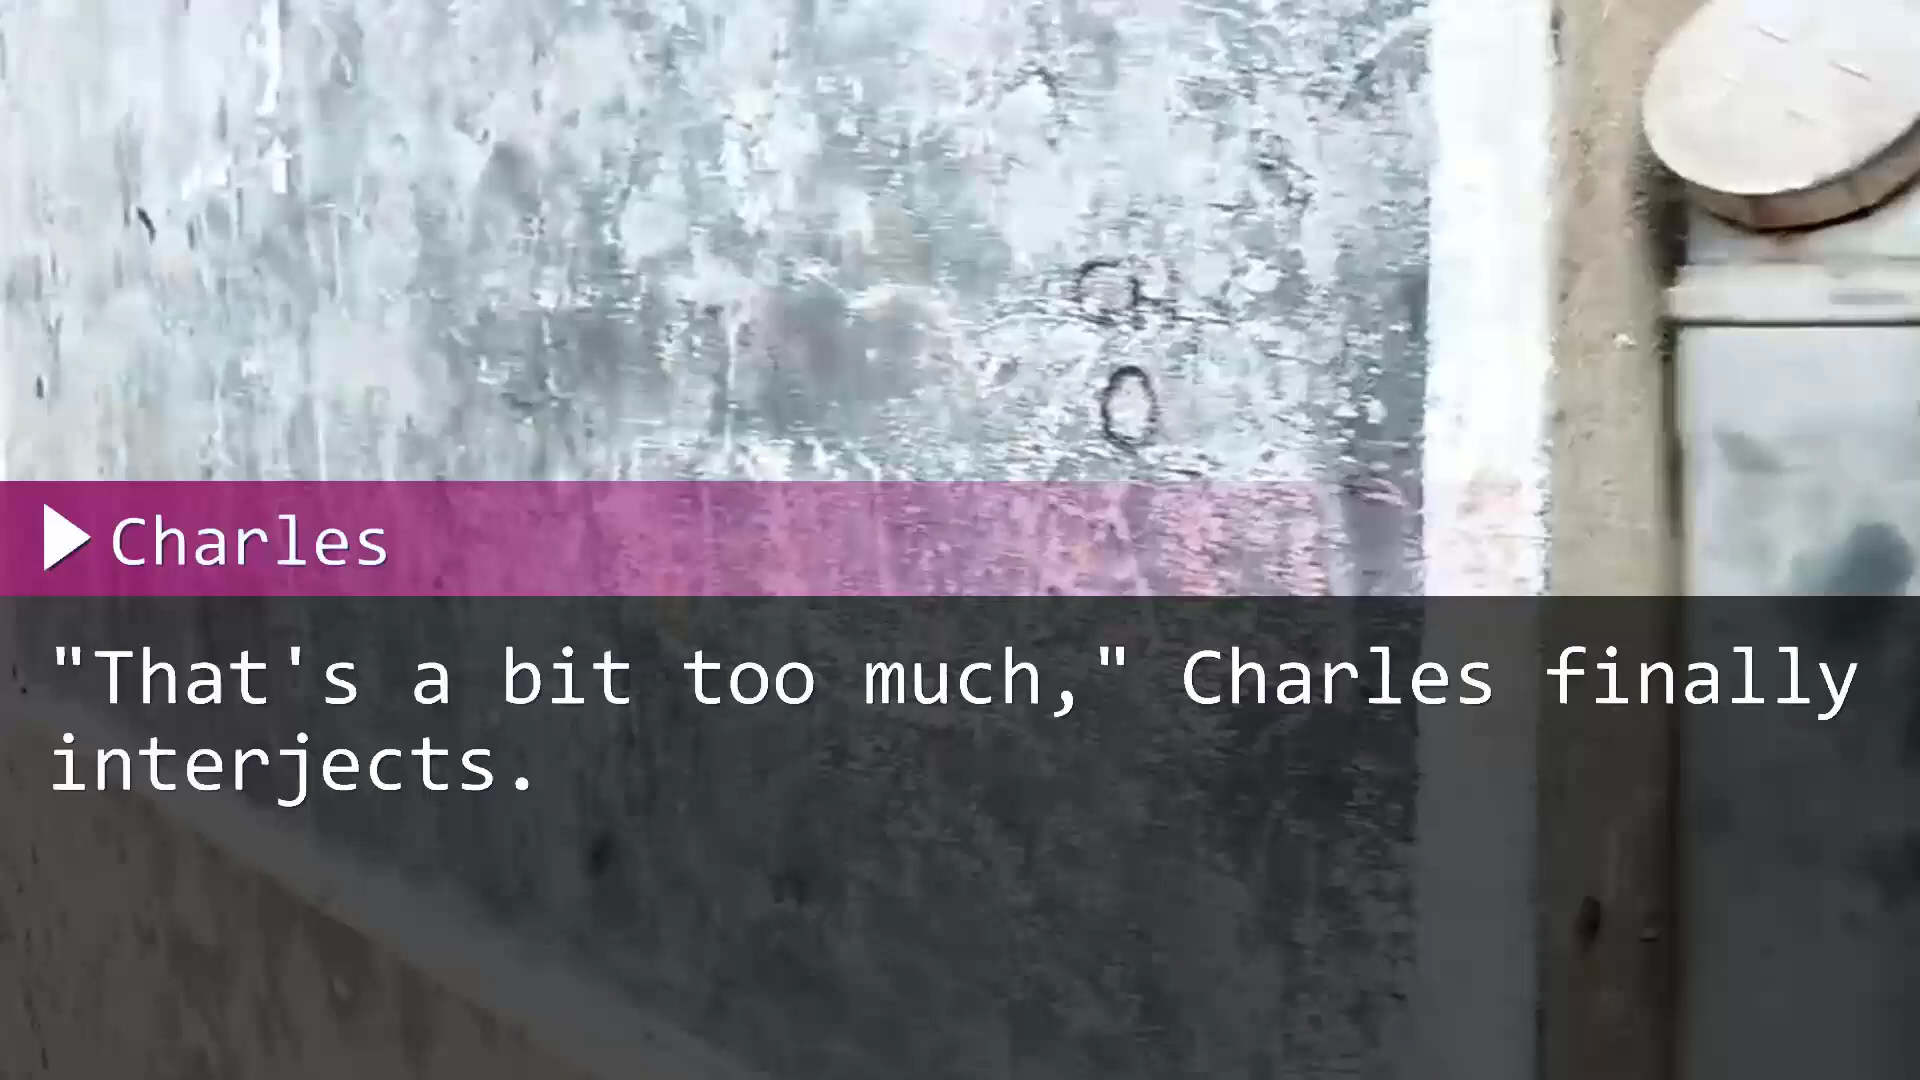 Charles
"That's a bit too much," Charles finally
interjects.